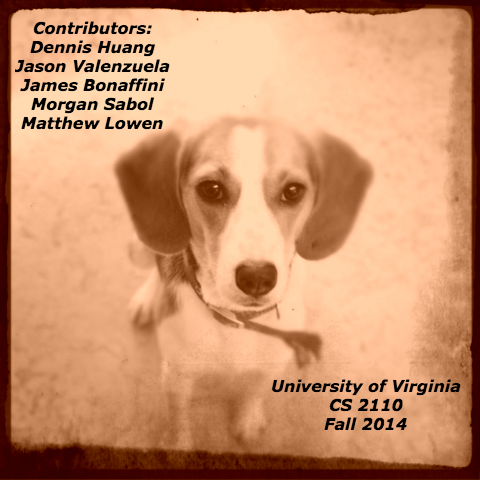 Contributors:
Dennis Huang
Jason Valenzuela
James Bonaffini
Morgan Sabol
Matthew Lowen
University of Virginia
CS 2110
Fall 2014